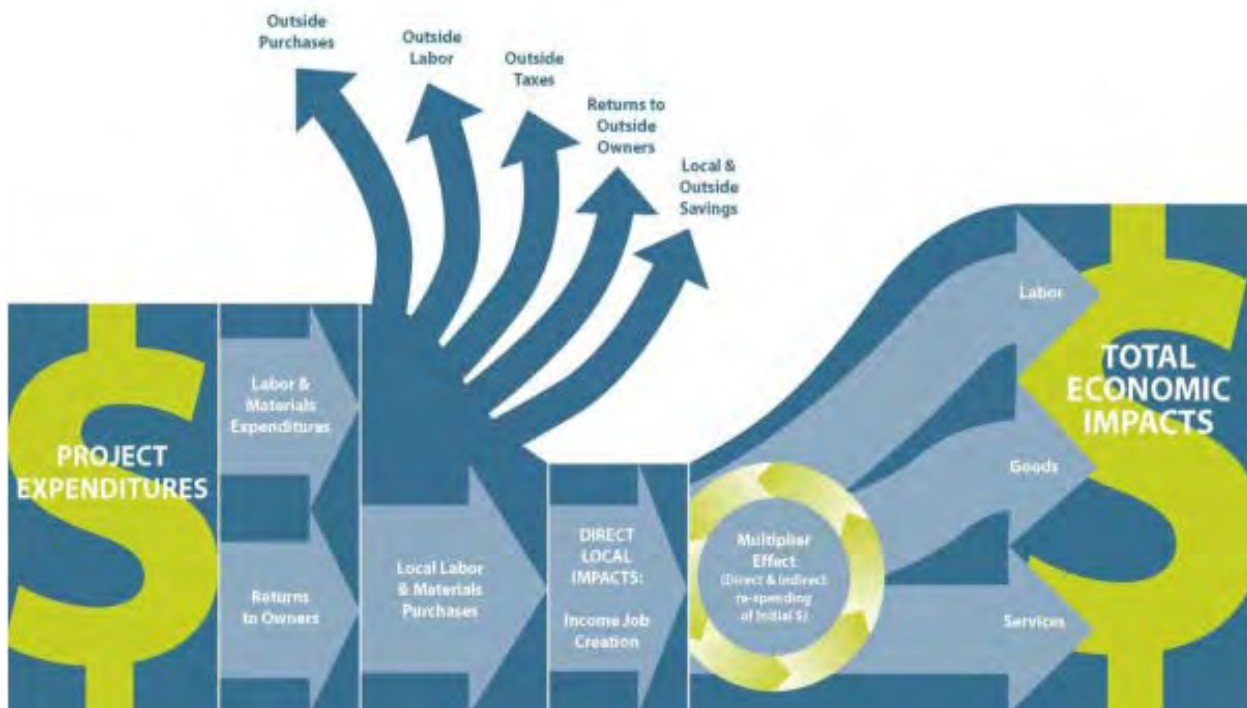 Outside
Purchases
Outside
Labor
Outside
Taxes
Returns to
Outside
Owners
Local &
Outside
Savings
PROJECT
EXPENDITURES
Labor &
Materials
Expenditures
Returns
to Owners
Local Labor
& Materials
Purchases
DIRECT
LOCAL
IMPACTS:
Income Job
Creation
Multiplier
Effect
(Direct & Indirect
re-spending
of Initial $)
Labor
Goods
Services
TOTAL
ECONOMIC
IMPACTS